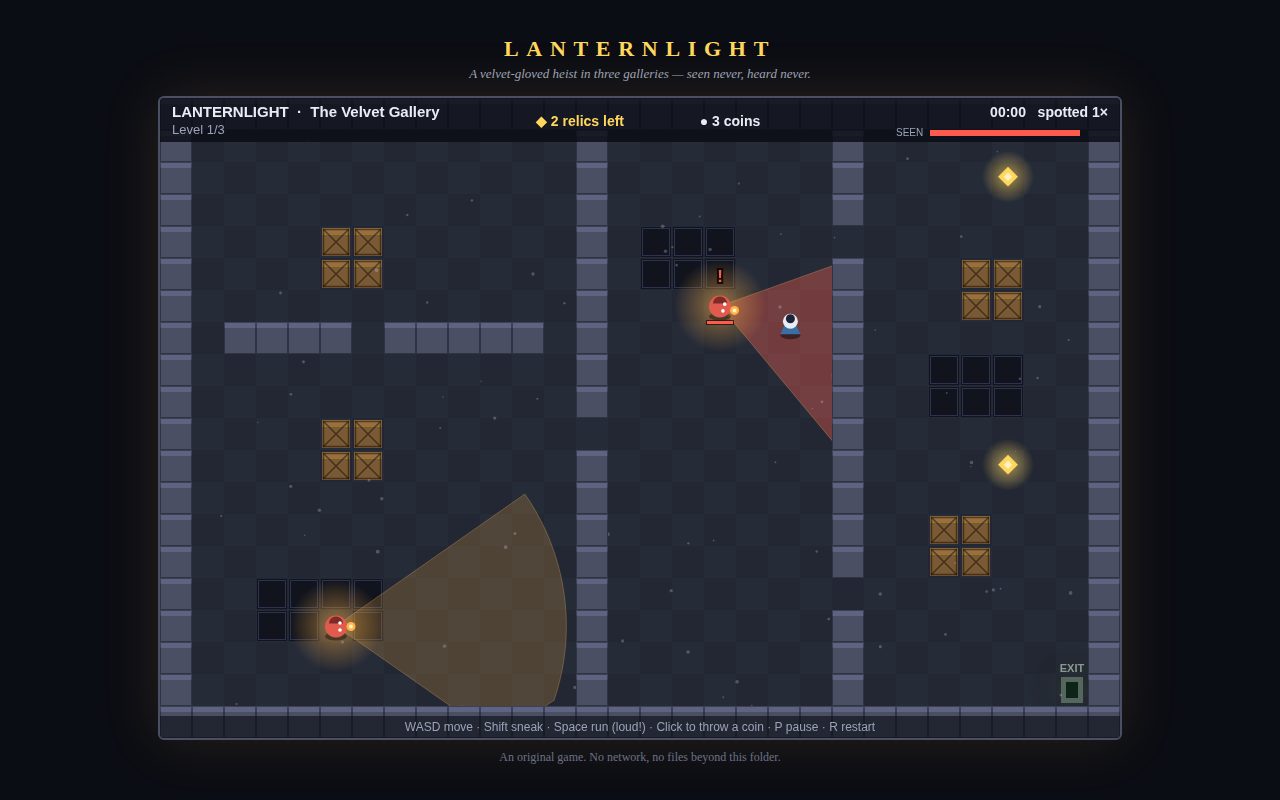 LANTERNLIGHT
A velvet-gloved heist in three galleries — seen never, heard never.
LANTERNLIGHT · The Velvet Gallery
Level 1/3
◆ 2 relics left
● 3 coins
00:00 spotted 1×
SEEN
!
EXIT
WASD move · Shift sneak · Space run (loud!) · Click to throw a coin · P pause · R restart
An original game. No network, no files beyond this folder.